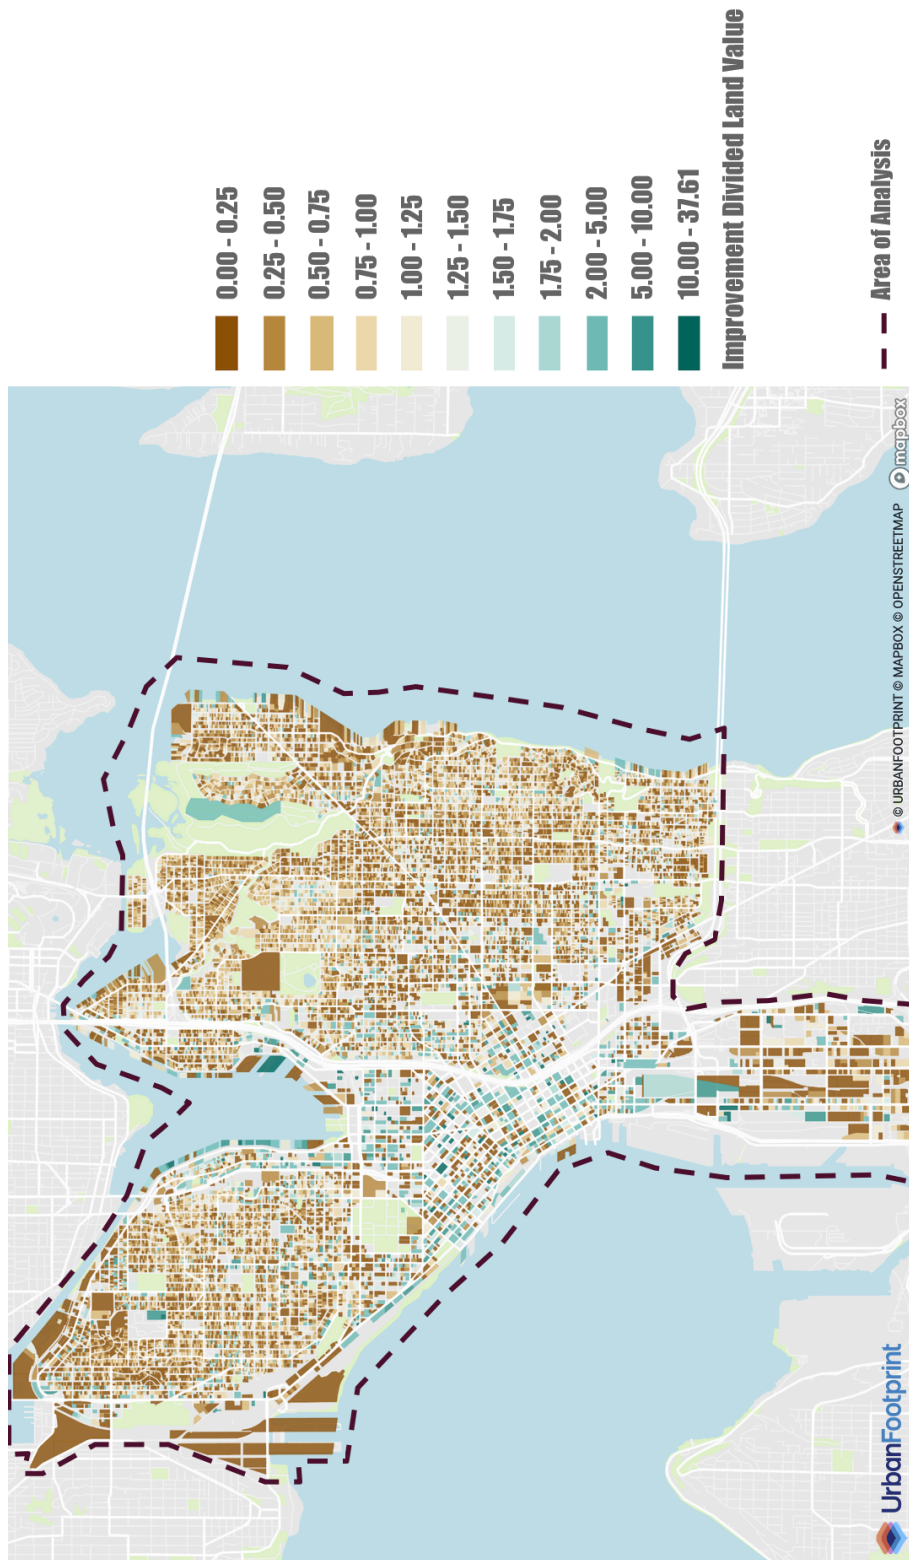 0.00 - 0.25
0.25 - 0.50
0.50 - 0.75
0.75 - 1.00
1.00 - 1.25
1.25 - 1.50
1.50 - 1.75
1.75 - 2.00
2.00 - 5.00
5.00 - 10.00
10.00 - 37.61
Improvement Divided Land Value
Area of Analysis
UrbanFootprint
© URBANFOOTPRINT © MAPBOX © OPENSTREETMAP
mapbox